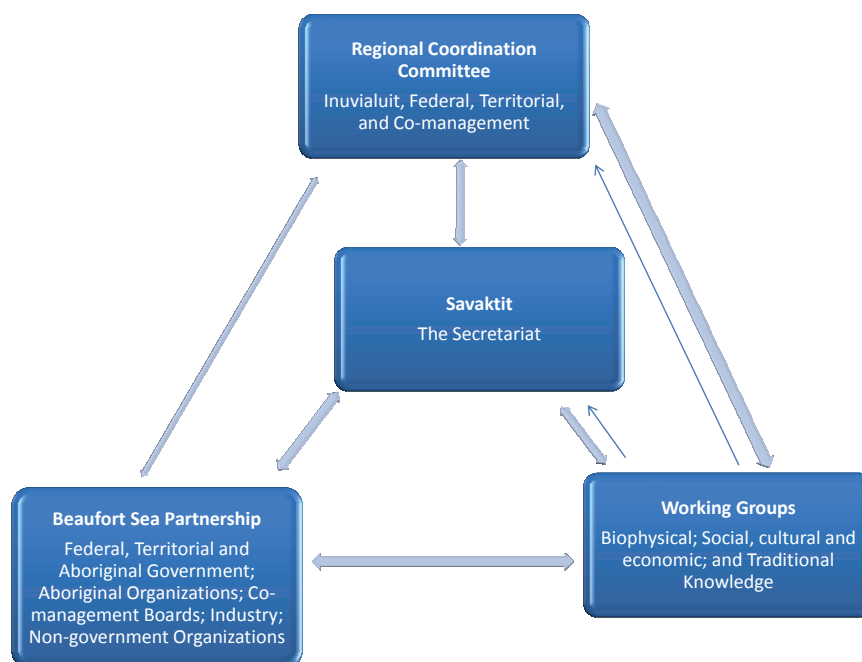 Regional Coordination
Committee
Inuvialuit, Federal, Territorial,
and Co-management
Savaktit
The Secretariat
Beaufort Sea Partnership
Federal, Territorial and
Aboriginal Government;
Aboriginal Organizations; Co-
management Boards; Industry;
Non-government Organizations
Working Groups
Biophysical; Social, cultural and
economic; and Traditional
Knowledge